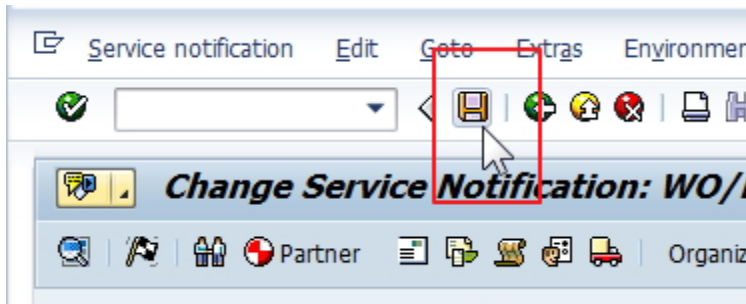 Service notification Edit Goto Extras Environmen
Change Service Notification: WO/
Partner Organiz